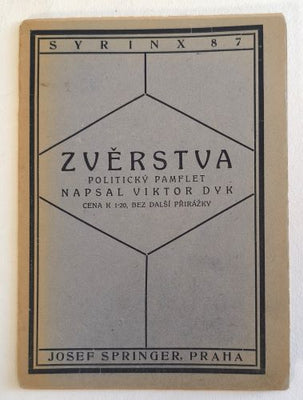 SYRINX 87
ZVĚRSTVA
POLITICKÝ PAMFLET
NAPSAL VIKTOR DYK
CENA K 1·20, BEZ DALŠÍ PŘIRÁŽKY
JOSEF SPRINGER, PRAHA